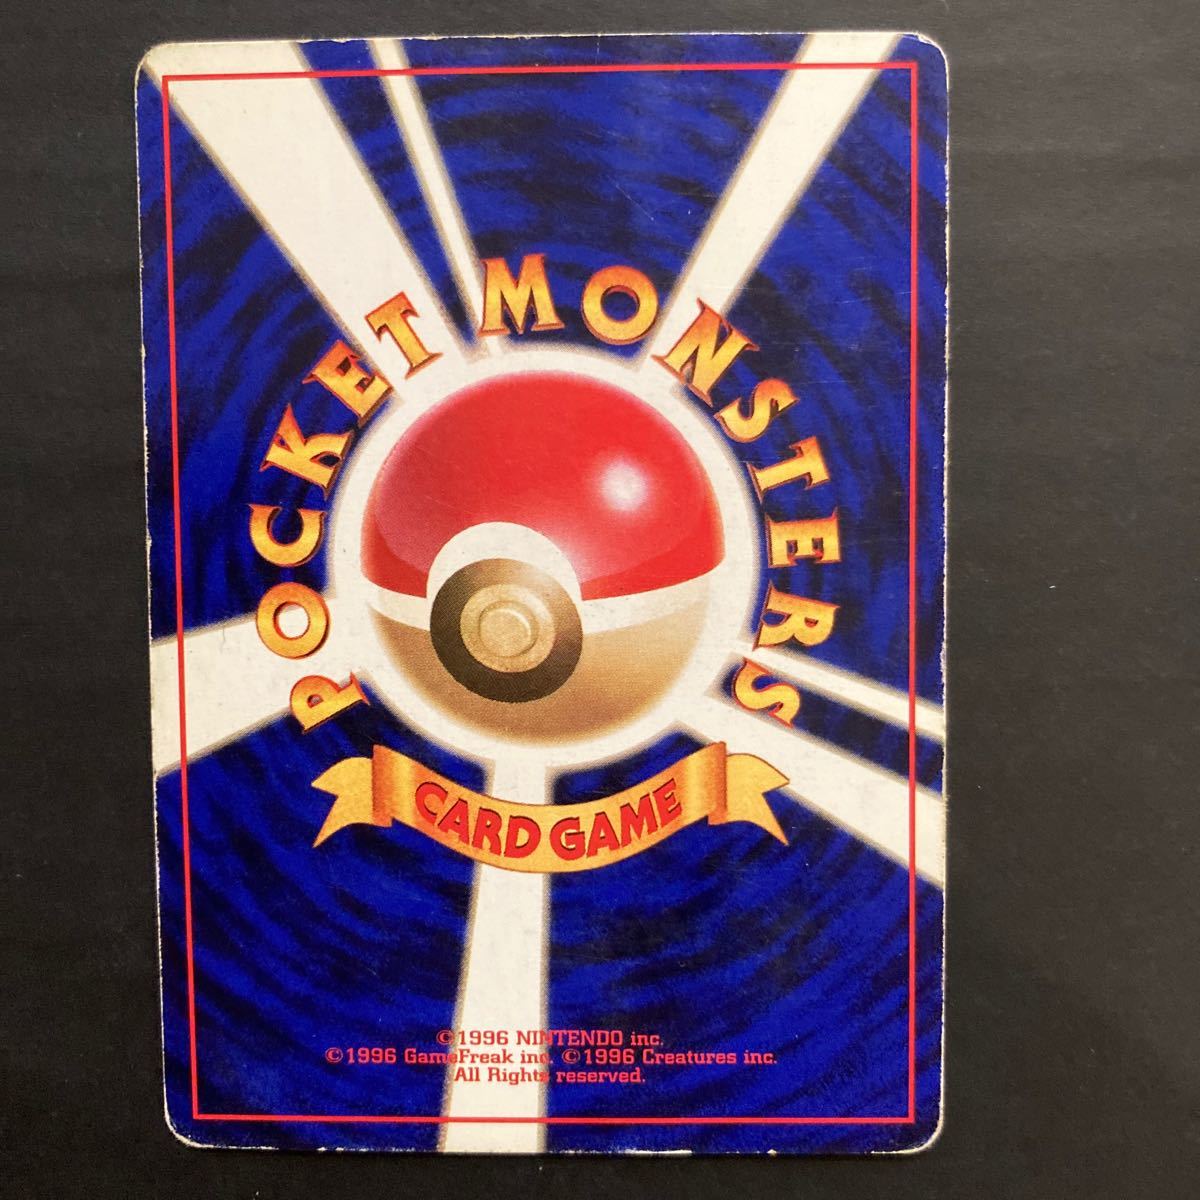 POCKET MONSTERS
CARD GAME
©1996 NINTENDO inc.
©1996 GameFreak inc. ©1996 Creatures inc.
All Rights reserved.